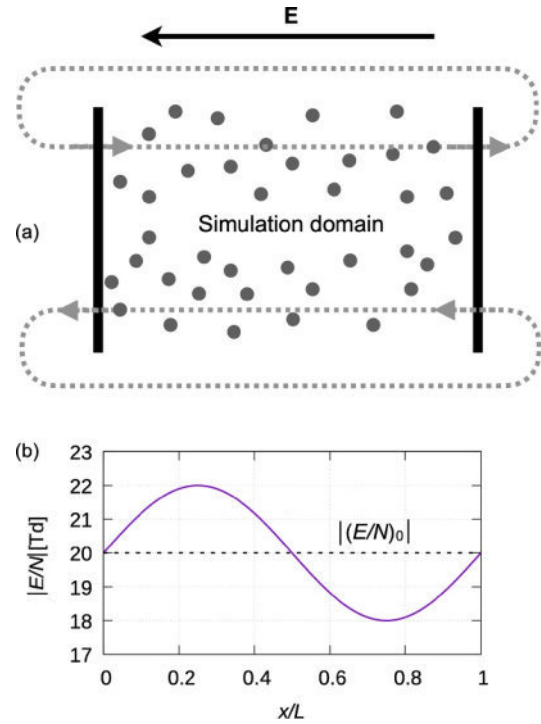 E
(a)
Simulation domain
(b)
23
22
21
20
19
18
17
|E/N| [Td]
|(E/N)₀|
0
0.2
0.4
0.6
0.8
1
x/L